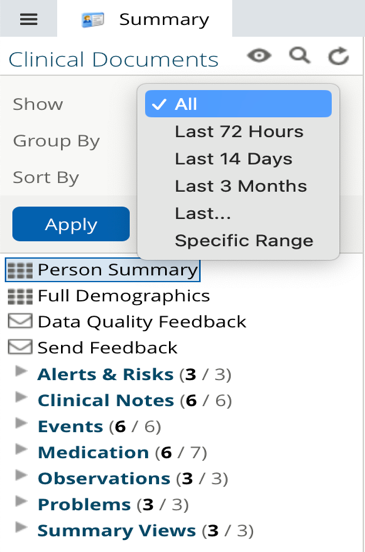 Summary
Clinical Documents
Show
All
Last 72 Hours
Group By
Last 14 Days
Sort By
Last 3 Months
Last...
Apply
Specific Range
Person Summary
Full Demographics
Data Quality Feedback
Send Feedback
Alerts & Risks (3 / 3)
Clinical Notes (6 / 6)
Events (6 / 6)
Medication (6 / 7)
Observations (3 / 3)
Problems (3 / 3)
Summary Views (3 / 3)